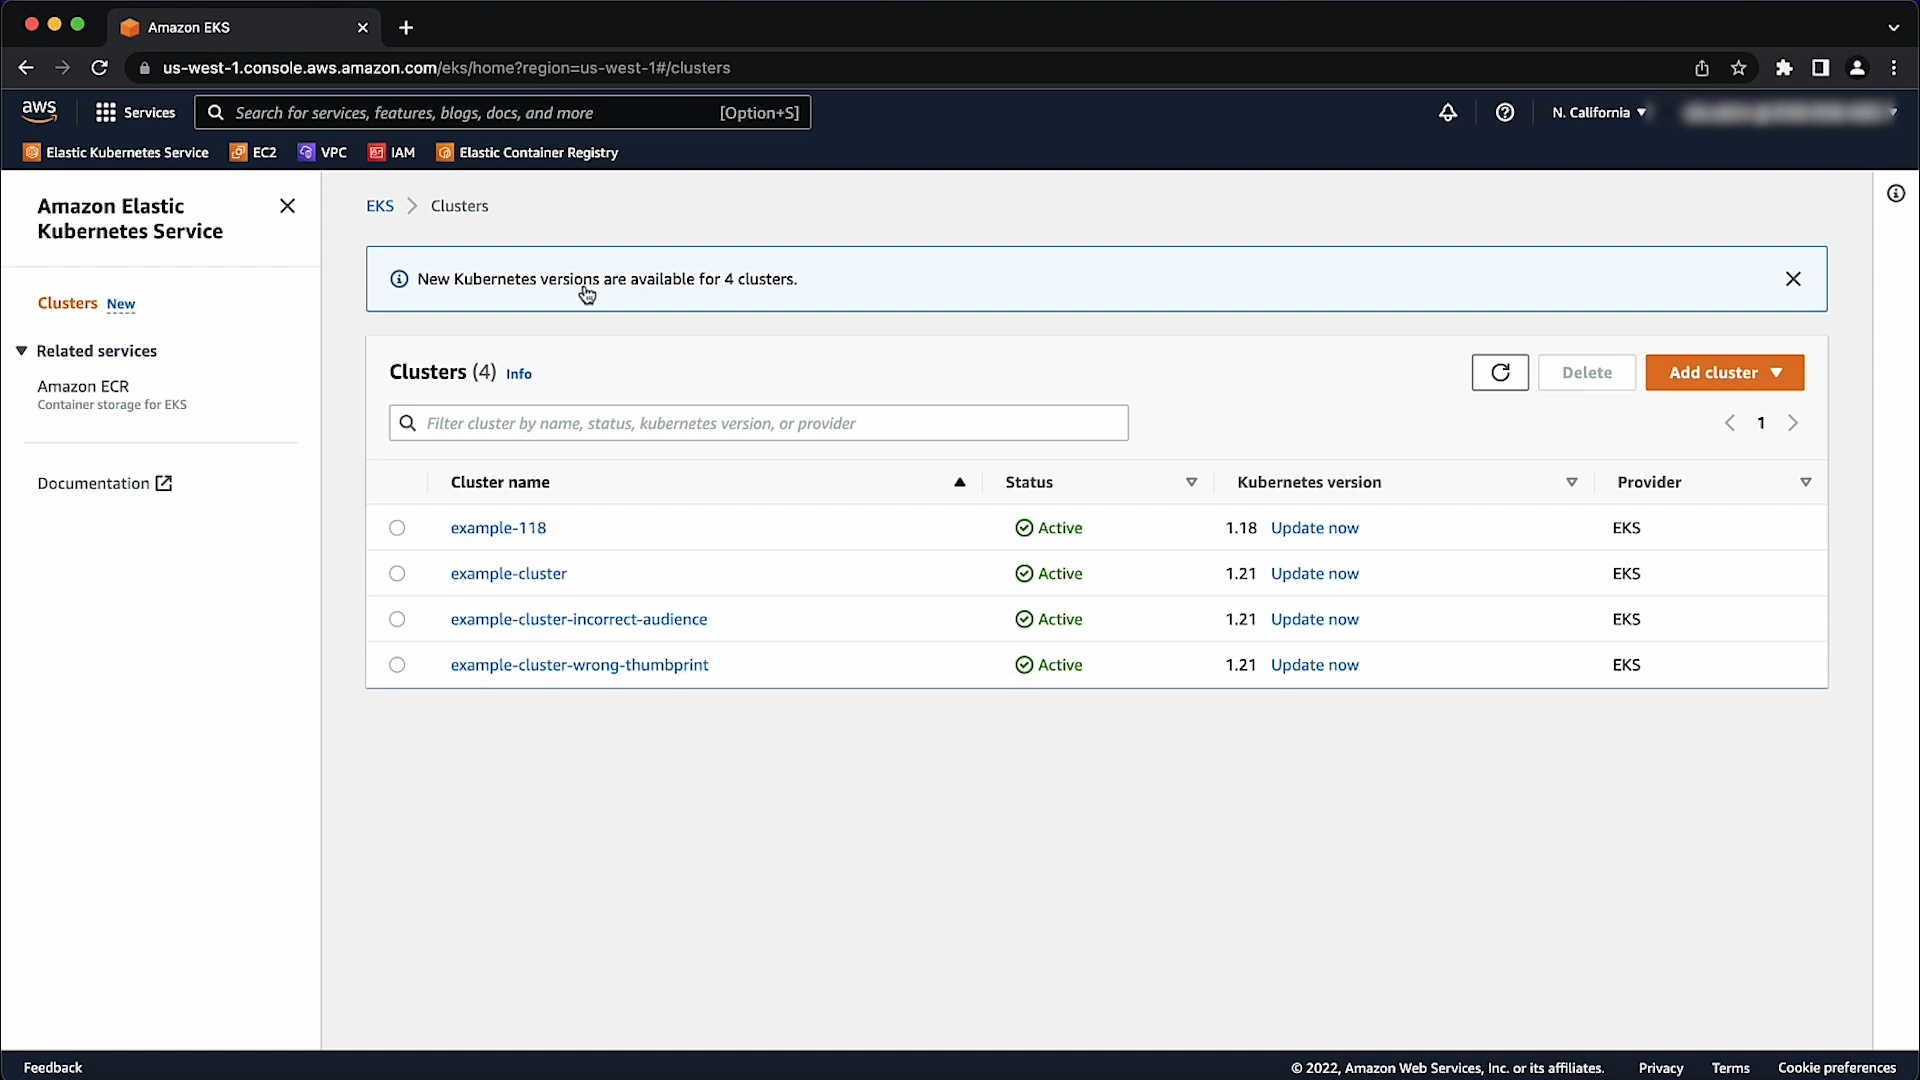 Amazon EKS
us-west-1.console.aws.amazon.com/eks/home?region=us-west-1#/clusters
aws
Services
Search for services, features, blogs, docs, and more
[Option+S]
N. California
Elastic Kubernetes Service
EC2
VPC
IAM
Elastic Container Registry
Amazon Elastic
Kubernetes Service
Clusters New
Related services
Amazon ECR
Container storage for EKS
Documentation
EKS > Clusters
New Kubernetes versions are available for 4 clusters.
Clusters (4) Info
Delete
Add cluster
Filter cluster by name, status, kubernetes version, or provider
1
Cluster name Status Kubernetes version Provider
example-118 Active 1.18 Update now EKS
example-cluster Active 1.21 Update now EKS
example-cluster-incorrect-audience Active 1.21 Update now EKS
example-cluster-wrong-thumbprint Active 1.21 Update now EKS
Feedback
© 2022, Amazon Web Services, Inc. or its affiliates.
Privacy
Terms
Cookie preferences